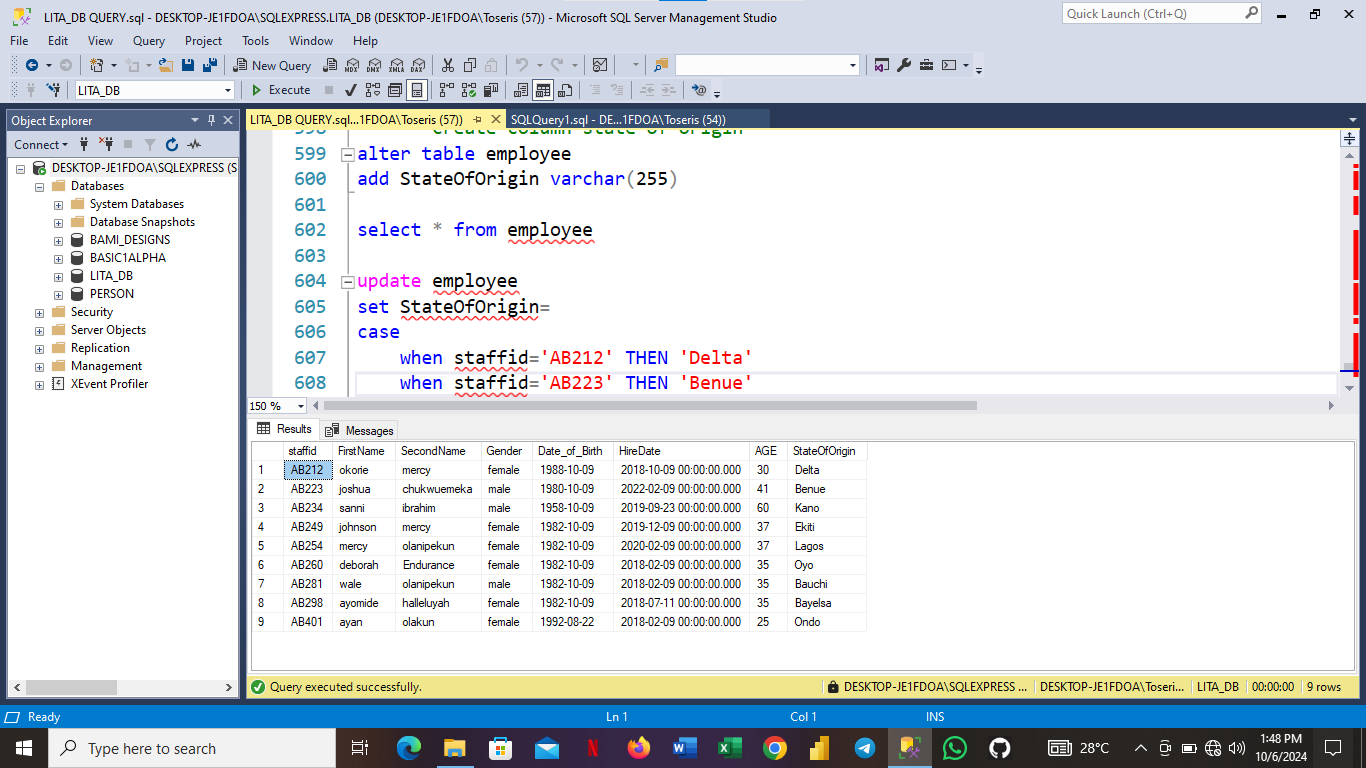 LITA_DB QUERY.sql - DESKTOP-JE1FDOA\SQLEXPRESS.LITA_DB (DESKTOP-JE1FDOA\Toseris (57)) - Microsoft SQL Server Management Studio
Quick Launch (Ctrl+Q)
File Edit View Query Project Tools Window Help
New Query MDX DMX XMLA DAX
LITA_DB Execute
Object Explorer
LITA_DB QUERY.sql...1FDOA\Toseris (57)) SQLQuery1.sql - DE...1FDOA\Toseris (54))
Connect
DESKTOP-JE1FDOA\SQLEXPRESS (S
Databases
System Databases
Database Snapshots
BAMI_DESIGNS
BASIC1ALPHA
LITA_DB
PERSON
Security
Server Objects
Replication
Management
XEvent Profiler
598 create column state of origin
599 alter table employee
600 add StateOfOrigin varchar(255)
601
602 select * from employee
603
604 update employee
605 set StateOfOrigin=
606 case
607 when staffid='AB212' THEN 'Delta'
608 when staffid='AB223' THEN 'Benue'
150 %
Results Messages
staffid FirstName SecondName Gender Date_of_Birth HireDate AGE StateOfOrigin
1 AB212 okorie mercy female 1988-10-09 2018-10-09 00:00:00.000 30 Delta
2 AB223 joshua chukwuemeka male 1980-10-09 2022-02-09 00:00:00.000 41 Benue
3 AB234 sanni ibrahim male 1958-10-09 2019-09-23 00:00:00.000 60 Kano
4 AB249 johnson mercy female 1982-10-09 2019-12-09 00:00:00.000 37 Ekiti
5 AB254 mercy olanipekun female 1982-10-09 2020-02-09 00:00:00.000 37 Lagos
6 AB260 deborah Endurance female 1982-10-09 2018-02-09 00:00:00.000 35 Oyo
7 AB281 wale olanipekun male 1982-10-09 2018-02-09 00:00:00.000 35 Bauchi
8 AB298 ayomide halleluyah female 1982-10-09 2018-07-11 00:00:00.000 35 Bayelsa
9 AB401 ayan olakun female 1992-08-22 2018-02-09 00:00:00.000 25 Ondo
Query executed successfully. DESKTOP-JE1FDOA\SQLEXPRESS ... DESKTOP-JE1FDOA\Toseri... LITA_DB 00:00:00 9 rows
Ready Ln 1 Col 1 INS
Type here to search
28°C
1:48 PM
10/6/2024